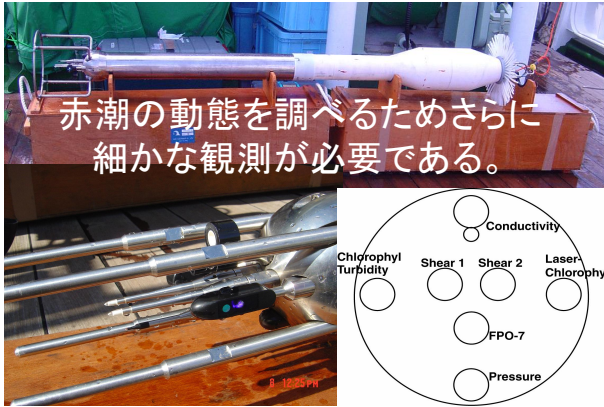 赤潮の動態を調べるためさらに
細かな観測が必要である。
Conductivity
Chlorophyl
Turbidity
Shear 1
Shear 2
Laser-
Chlorophy
FPO-7
Pressure
8 12:25PM